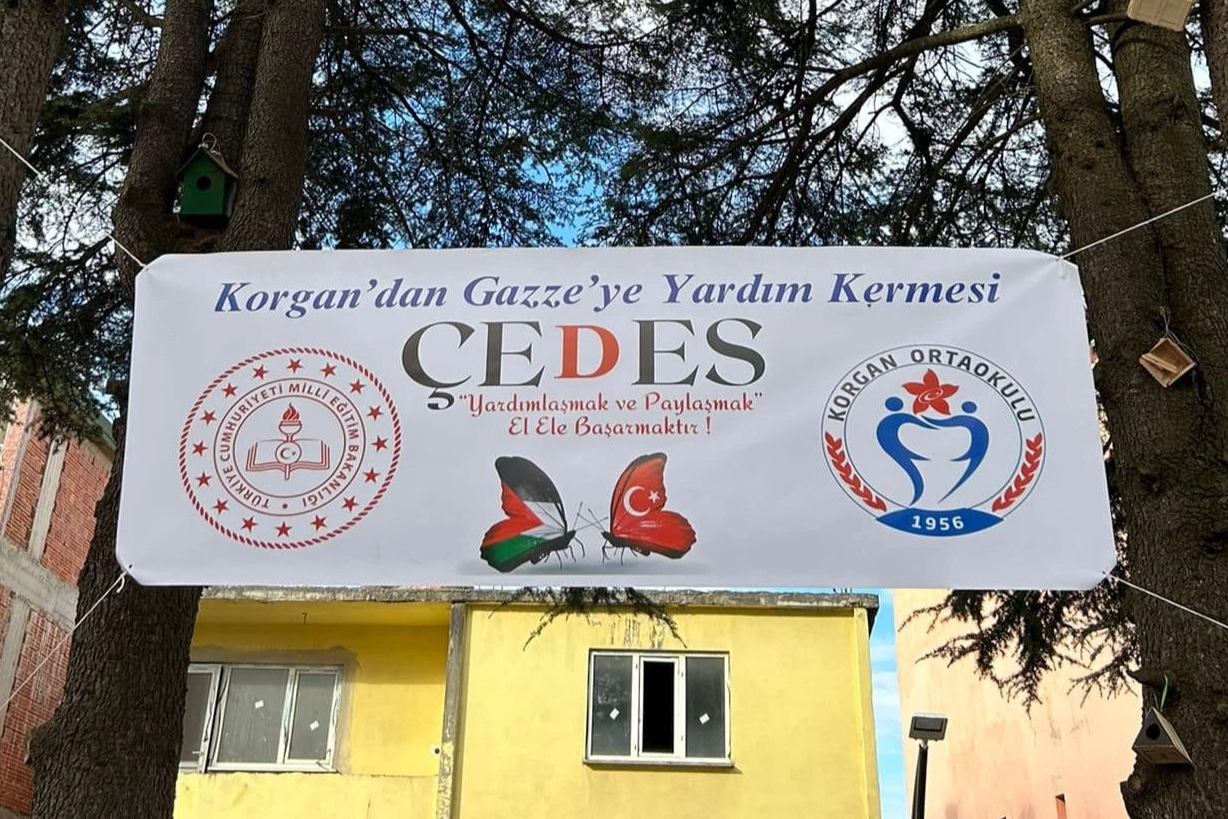 Korgan'dan Gazze'ye Yardım Kermesi
ÇEDES
"Yardımlaşmak ve Paylaşmak"
El Ele Başarmaktır !
TÜRKİYE CUMHURİYETİ MİLLİ EĞİTİM BAKANLIĞI
KORGAN ORTAOKULU
1956